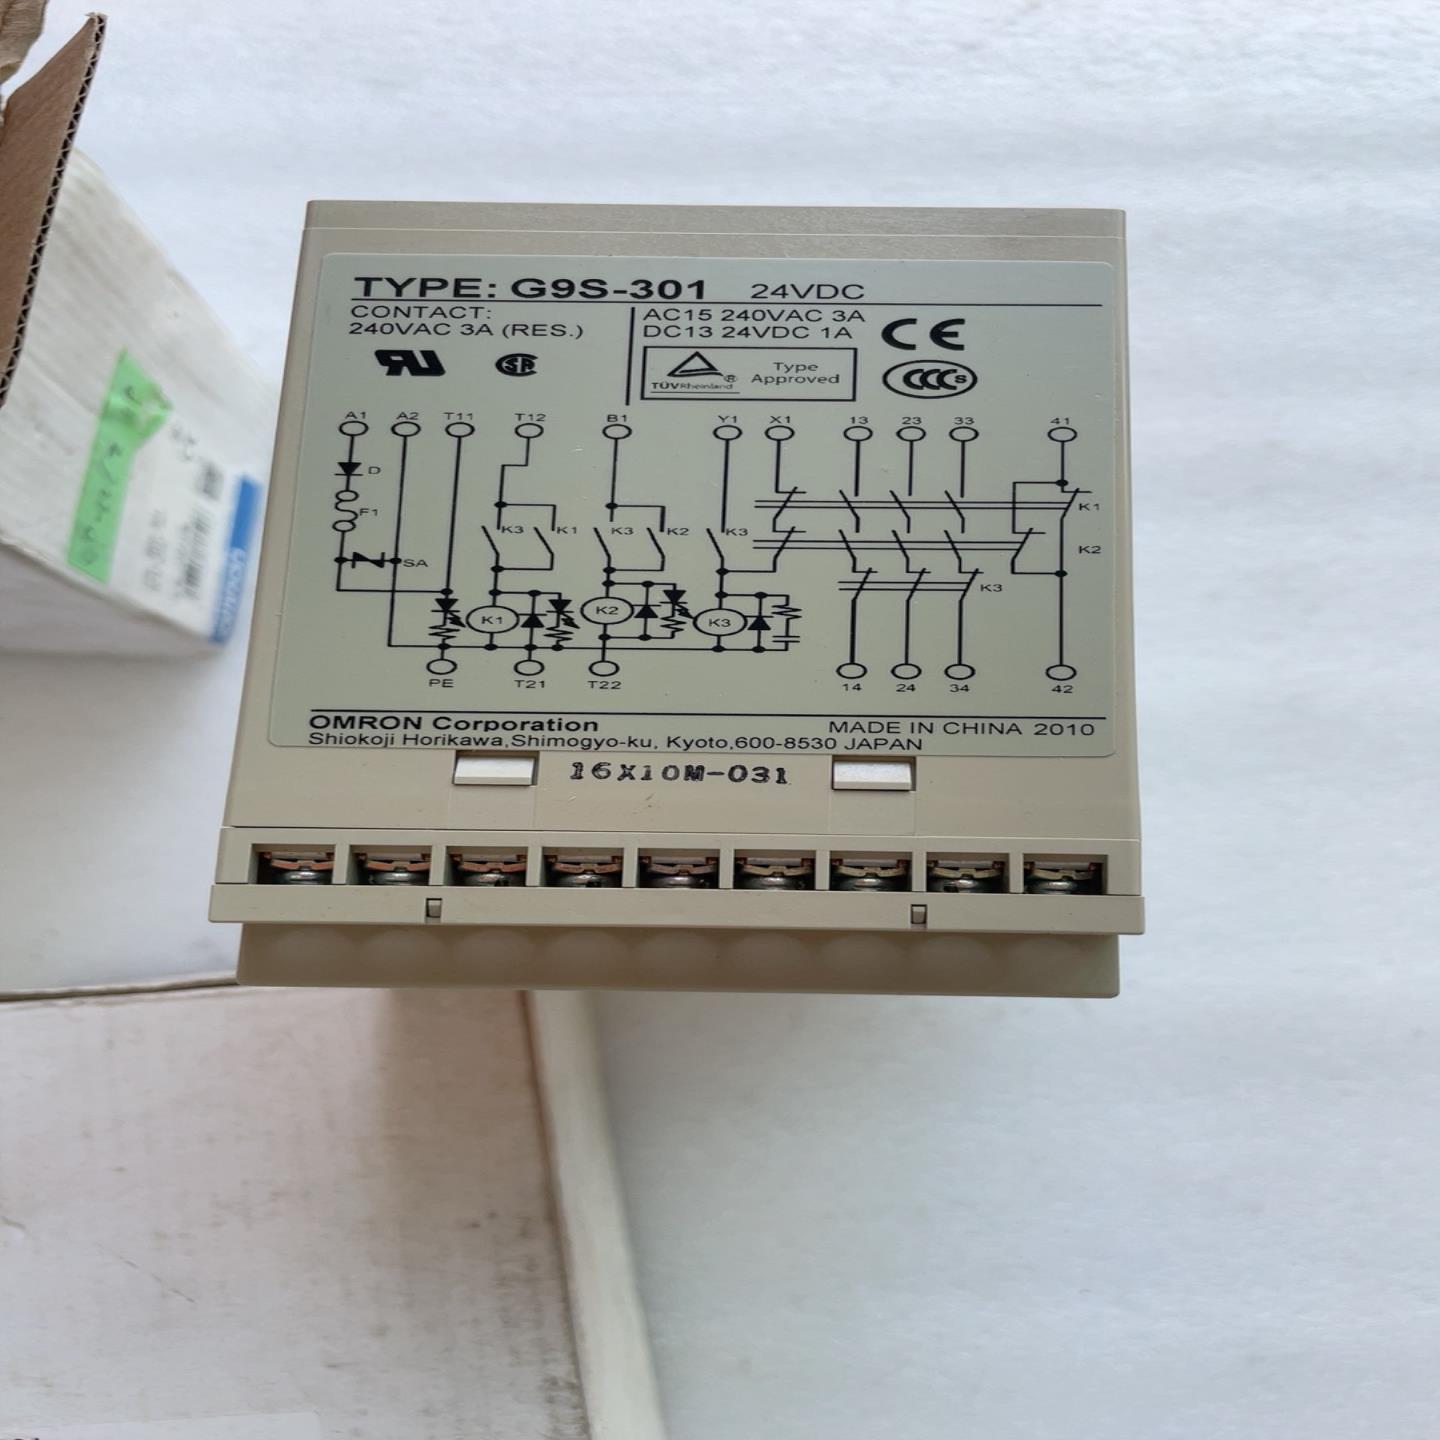 TYPE: G9S-301 24VDC
CONTACT:
240VAC 3A (RES.)
AC15 240VAC 3A
DC13 24VDC 1A
CE
TÜVRheinland ®
Type
Approved
CCC S
A1 A2 T11 T12 B1 Y1 X1 13 23 33 41
D
F1
K1
K3 K1 K3 K2 K3
K2
SA
K3
K1 K2 K3
PE T21 T22 14 24 34 42
OMRON Corporation
MADE IN CHINA 2010
Shiokoji Horikawa,Shimogyo-ku, Kyoto,600-8530 JAPAN
16X10M-031
OMRON